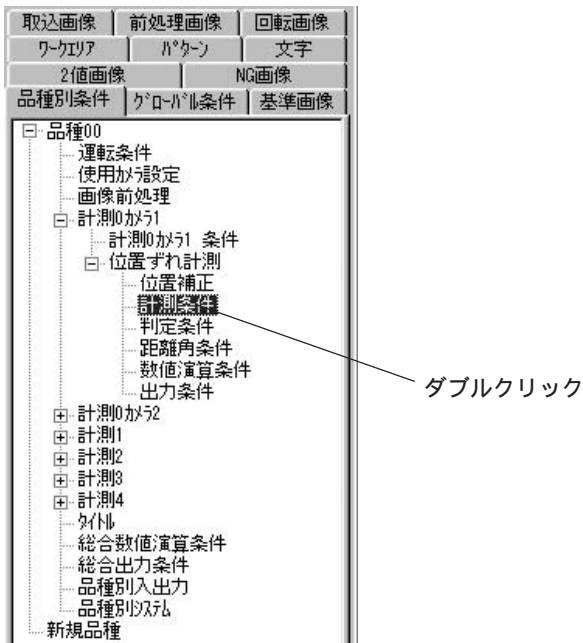 取込画像 前処理画像 回転画像
ワークエリア パターン 文字
2値画像 NG画像
品種別条件 グローバル条件 基準画像
品種00
運転条件
使用カメラ設定
画像前処理
計測0カメラ1
計測0カメラ1 条件
位置ずれ計測
位置補正
計測条件
判定条件
距離角条件
数値演算条件
出力条件
ダブルクリック
計測0カメラ2
計測1
計測2
計測3
計測4
タイトル
総合数値演算条件
総合出力条件
品種別入出力
品種別システム
新規品種